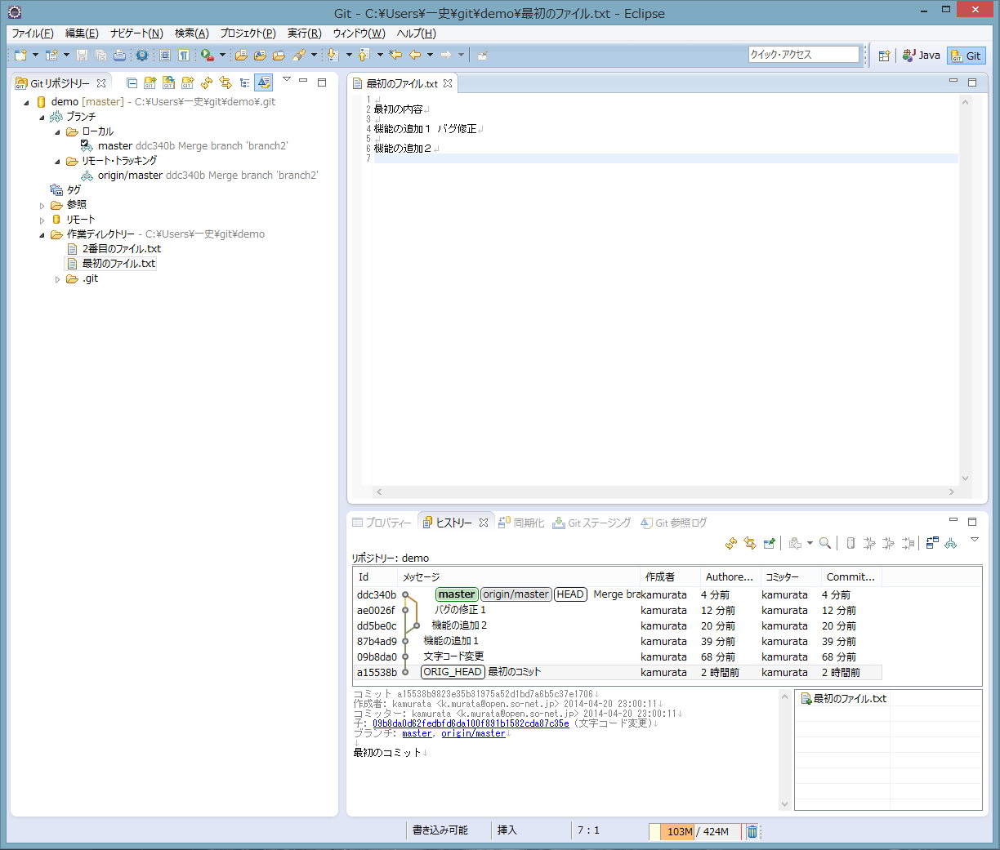 Git - C:¥Users¥一史¥git¥demo¥最初のファイル.txt - Eclipse
ファイル(F) 編集(E) ナビゲート(N) 検索(A) プロジェクト(P) 実行(R) ウィンドウ(W) ヘルプ(H)
クイック・アクセス Java Git
Git リポジトリー
demo [master] - C:¥Users¥一史¥git¥demo¥.git
ブランチ
ローカル
master ddc340b Merge branch 'branch2'
リモート・トラッキング
origin/master ddc340b Merge branch 'branch2'
タグ
参照
リモート
作業ディレクトリー - C:¥Users¥一史¥git¥demo
2番目のファイル.txt
最初のファイル.txt
.git
最初のファイル.txt
1
2 最初の内容
3
4 機能の追加１ バグ修正
5
6 機能の追加２
7
プロパティー ヒストリー 同期化 Git ステージング Git 参照ログ
リポジトリー: demo
Id メッセージ 作成者 Authore... コミッター Commit...
ddc340b master origin/master HEAD Merge bra kamurata 4 分前 kamurata 4 分前
ae0026f バグの修正１ kamurata 12 分前 kamurata 12 分前
dd5be0c 機能の追加２ kamurata 20 分前 kamurata 20 分前
87b4ad9 機能の追加１ kamurata 39 分前 kamurata 39 分前
09b8da0 文字コード変更 kamurata 68 分前 kamurata 68 分前
a15538b ORIG_HEAD 最初のコミット kamurata 2 時間前 kamurata 2 時間前
コミット a15538b9823e35b31975a52d1bd7a6b5c37e1706
作成者: kamurata <k.murata@open.so-net.jp> 2014-04-20 23:00:11
コミッター: kamurata <k.murata@open.so-net.jp> 2014-04-20 23:00:11
子: 09b8da0d62fedbfd6da100f891b1582cda87c35e (文字コード変更)
ブランチ: master, origin/master
最初のコミット
最初のファイル.txt
書き込み可能 挿入 7 : 1 103M / 424M